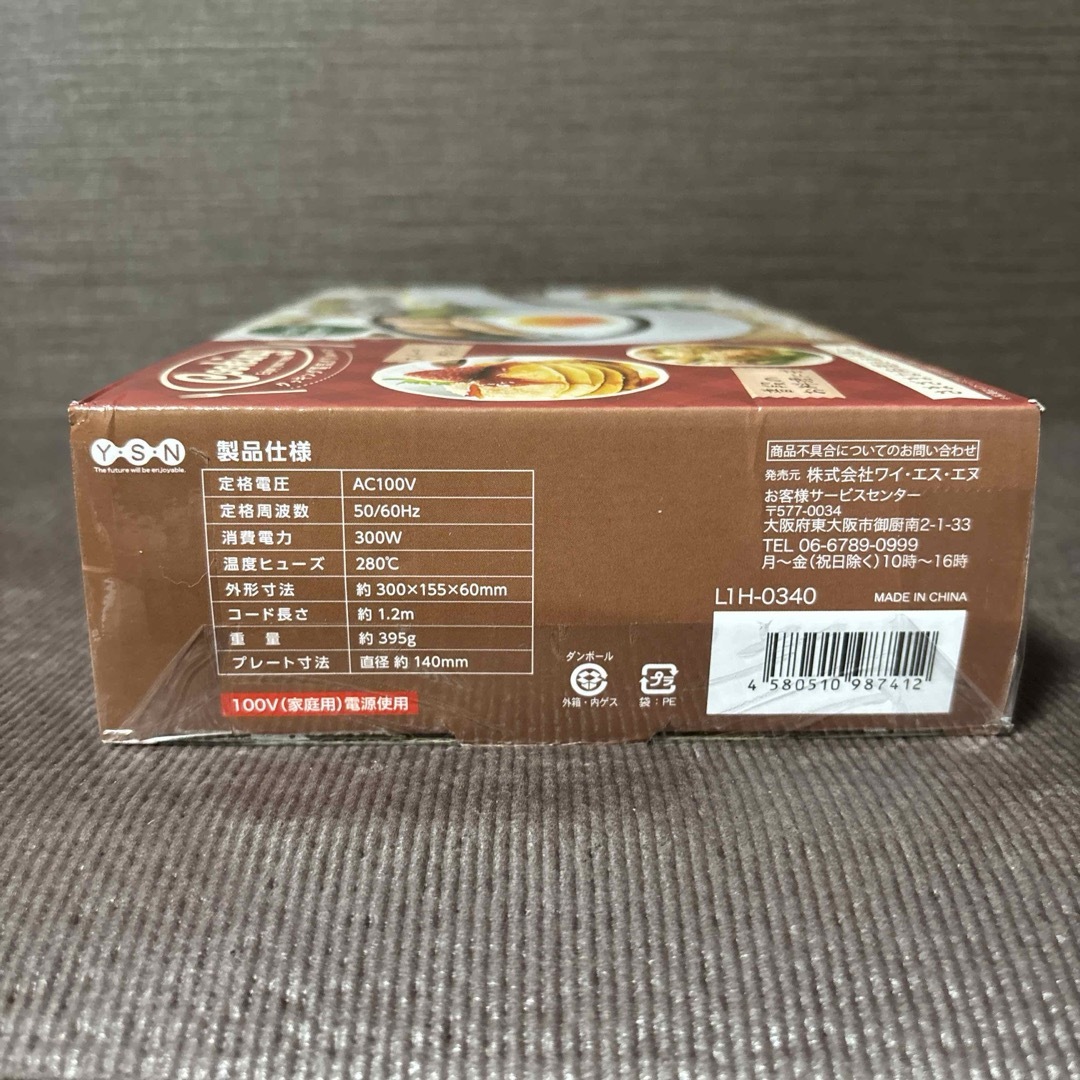 Cooking
Y・S・N
The future will be enjoyable.
製品仕様
定格電圧 AC100V
定格周波数 50/60Hz
消費電力 300W
温度ヒューズ 280℃
外形寸法 約 300×155×60mm
コード長さ 約 1.2m
重 量 約 395g
プレート寸法 直径 約 140mm
100V(家庭用)電源使用
ダンボール
外箱・内ゲス
プラ
袋:PE
商品不具合についてのお問い合わせ
発売元 株式会社ワイ・エス・エヌ
お客様サービスセンター
〒577-0034
大阪府東大阪市御厨南2-1-33
TEL 06-6789-0999
月〜金(祝日除く)10時〜16時
L1H-0340 MADE IN CHINA
4 580510 987412